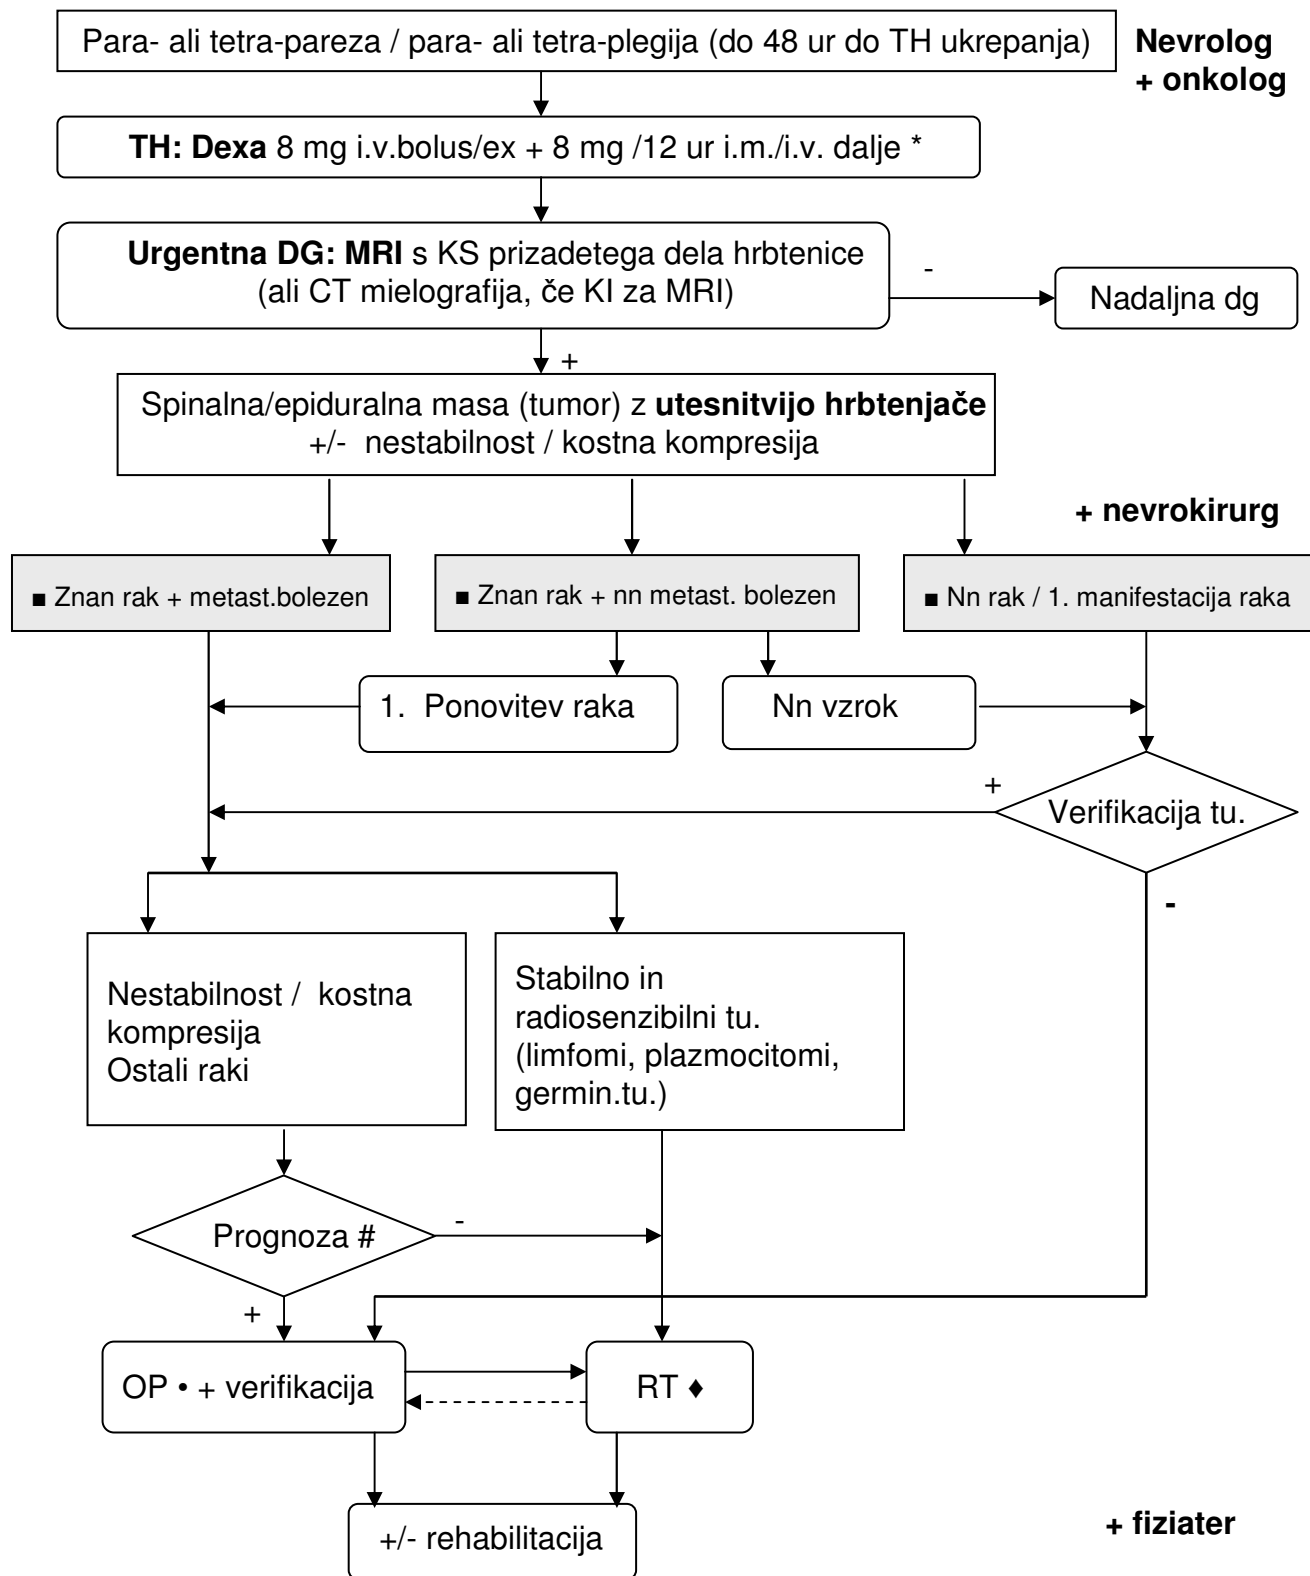 Para- ali tetra-pareza / para- ali tetra-plegija (do 48 ur do TH ukrepanja)
Nevrolog
+ onkolog
TH: Dexa 8 mg i.v.bolus/ex + 8 mg /12 ur i.m./i.v. dalje *
Urgentna DG: MRI s KS prizadetega dela hrbtenice
(ali CT mielografija, če KI za MRI)
-
Nadaljna dg
+
Spinalna/epiduralna masa (tumor) z utesnitvijo hrbtenjače
+/- nestabilnost / kostna kompresija
+ nevrokirurg
■ Znan rak + metast.bolezen
■ Znan rak + nn metast. bolezen
■ Nn rak / 1. manifestacija raka
1. Ponovitev raka
Nn vzrok
+
Verifikacija tu.
-
Nestabilnost / kostna
kompresija
Ostali raki
Stabilno in
radiosenzibilni tu.
(limfomi, plazmocitomi,
germin.tu.)
Prognoza #
-
+
OP • + verifikacija
RT ♦
+/- rehabilitacija
+ fiziater